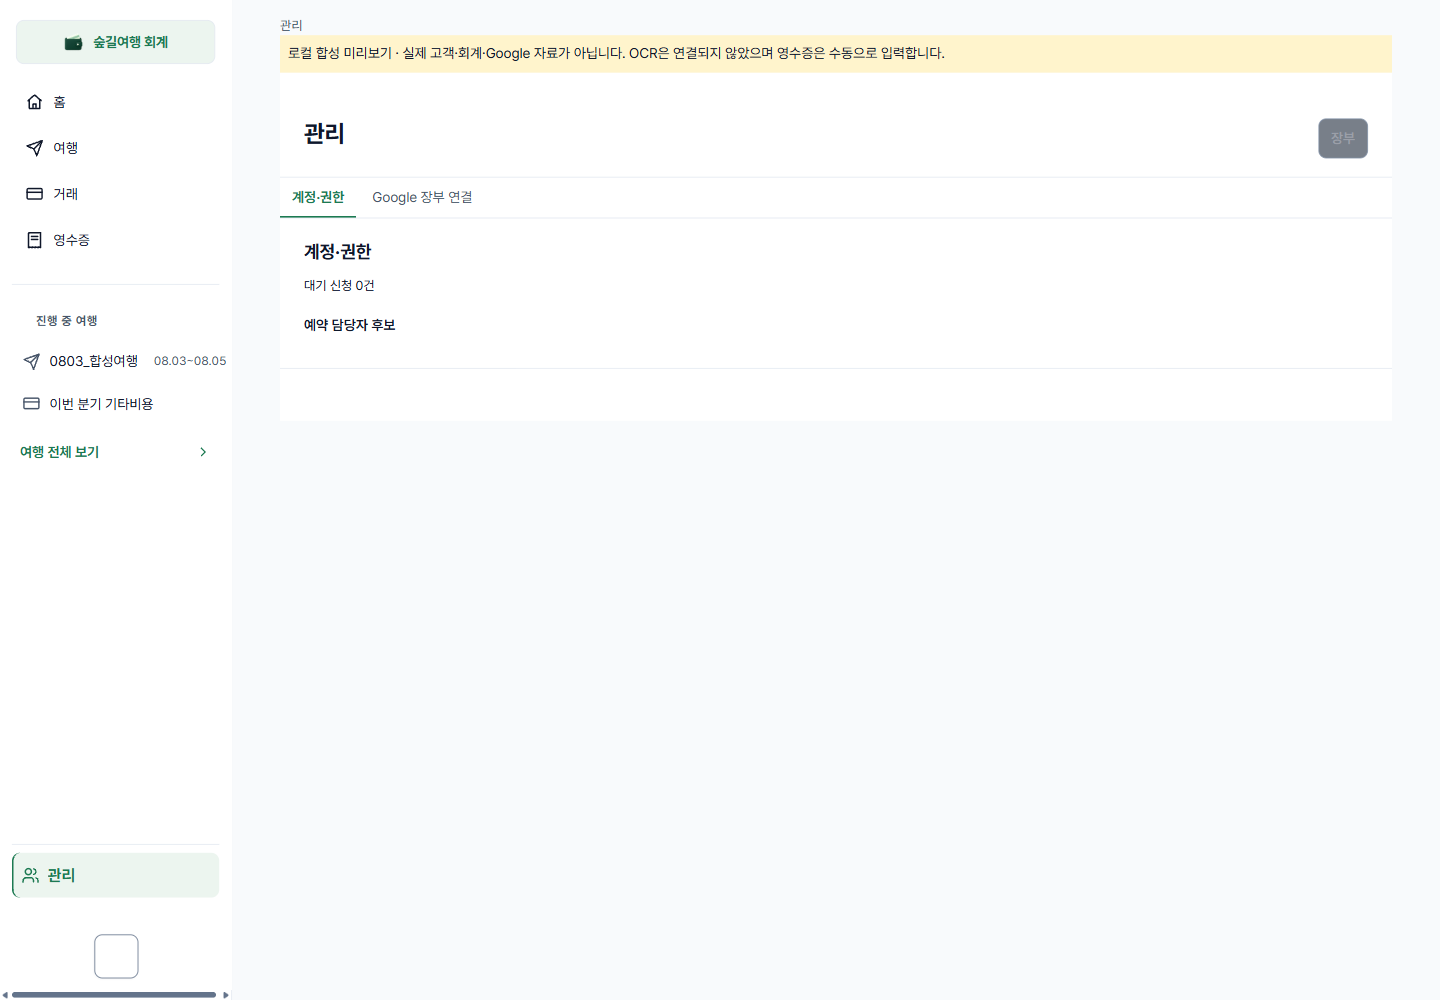 숲길여행 회계
홈
여행
거래
영수증
진행 중 여행
0803_합성여행 08.03~08.05
이번 분기 기타비용
여행 전체 보기
관리
관리
로컬 합성 미리보기 · 실제 고객·회계·Google 자료가 아닙니다. OCR은 연결되지 않았으며 영수증은 수동으로 입력합니다.
관리
장부
계정·권한 Google 장부 연결
계정·권한
대기 신청 0건
예약 담당자 후보